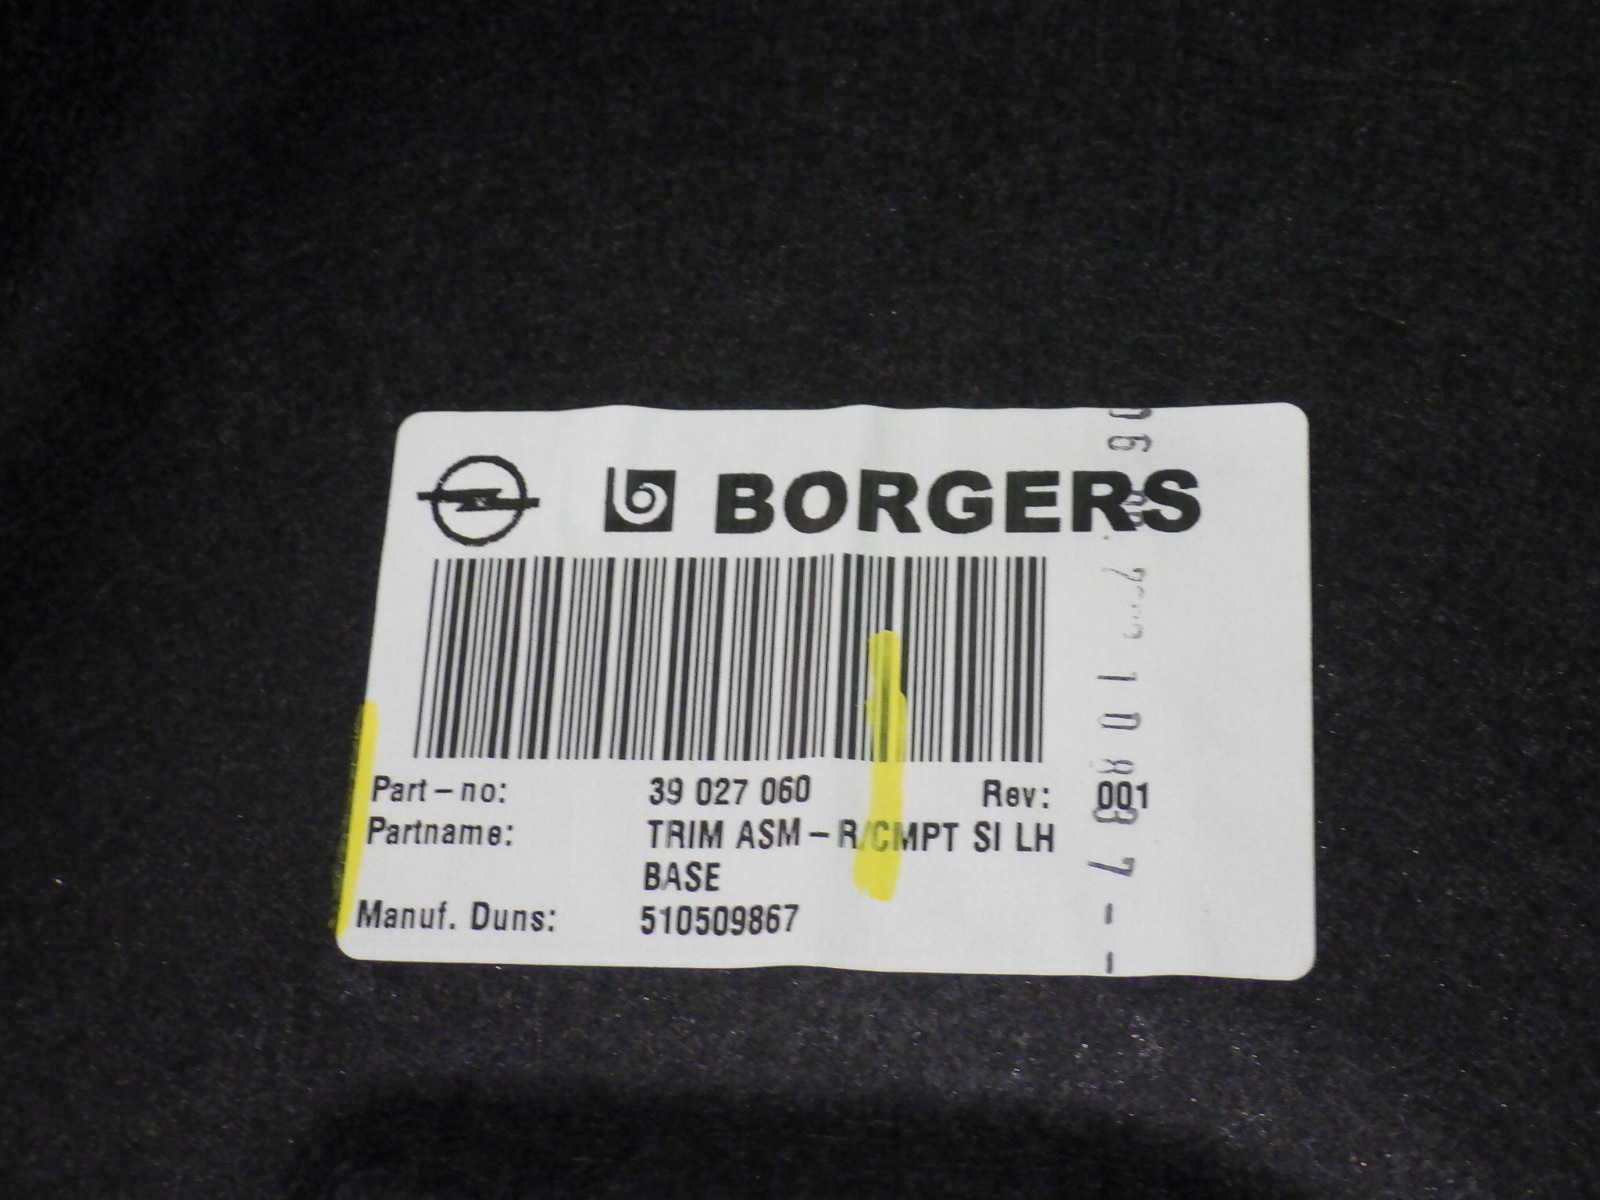 BORGERS
Part-no: 39 027 060 Rev: 001
Partname: TRIM ASM-R/CMPT SI LH
BASE
Manuf. Duns: 510509867